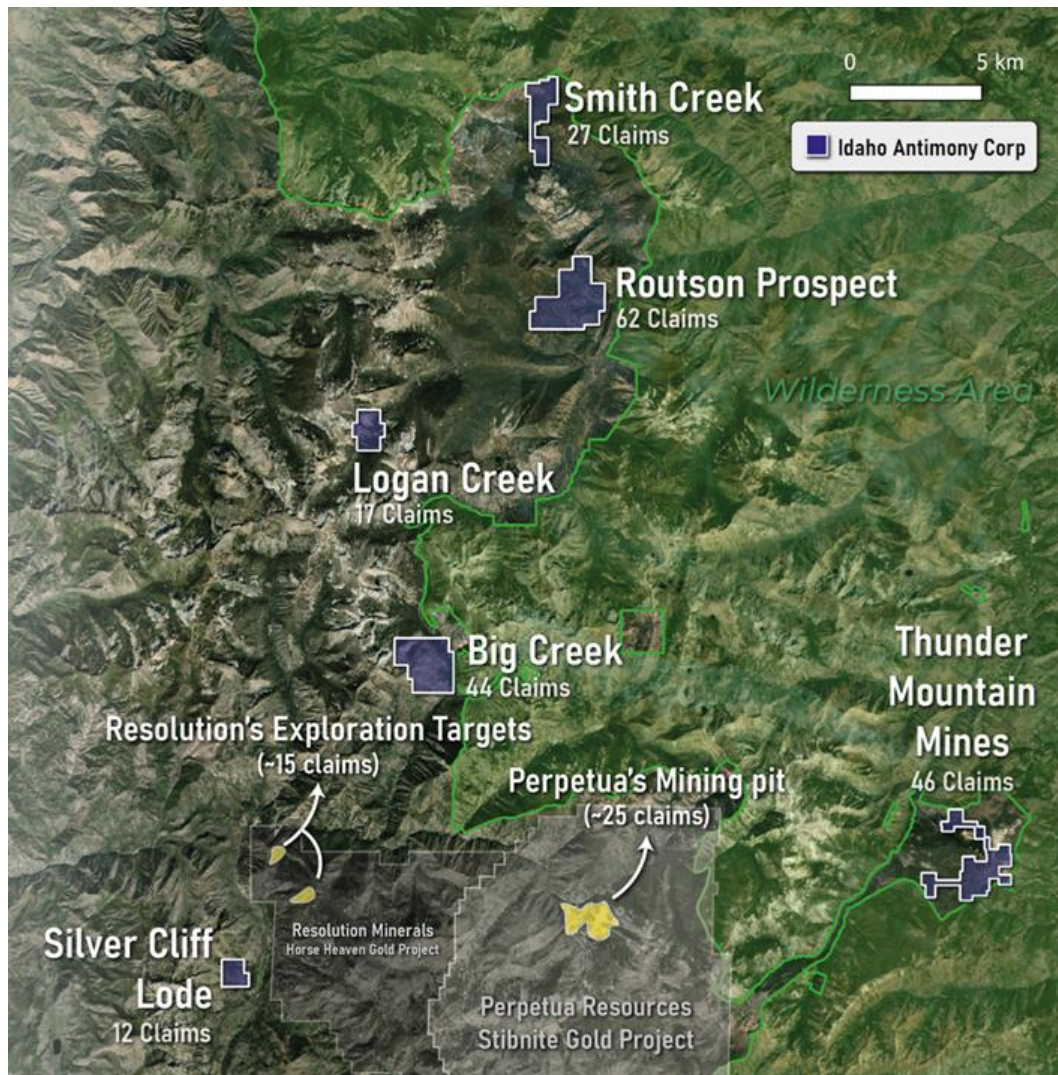 0 5 km
Idaho Antimony Corp
Smith Creek
27 Claims
Routson Prospect
62 Claims
Wilderness Area
Logan Creek
17 Claims
Big Creek
44 Claims
Thunder
Mountain
Mines
46 Claims
Resolution's Exploration Targets
(~15 claims)
Perpetua's Mining pit
(~25 claims)
Resolution Minerals
Horse Heaven Gold Project
Silver Cliff
Lode
12 Claims
Perpetua Resources
Stibnite Gold Project